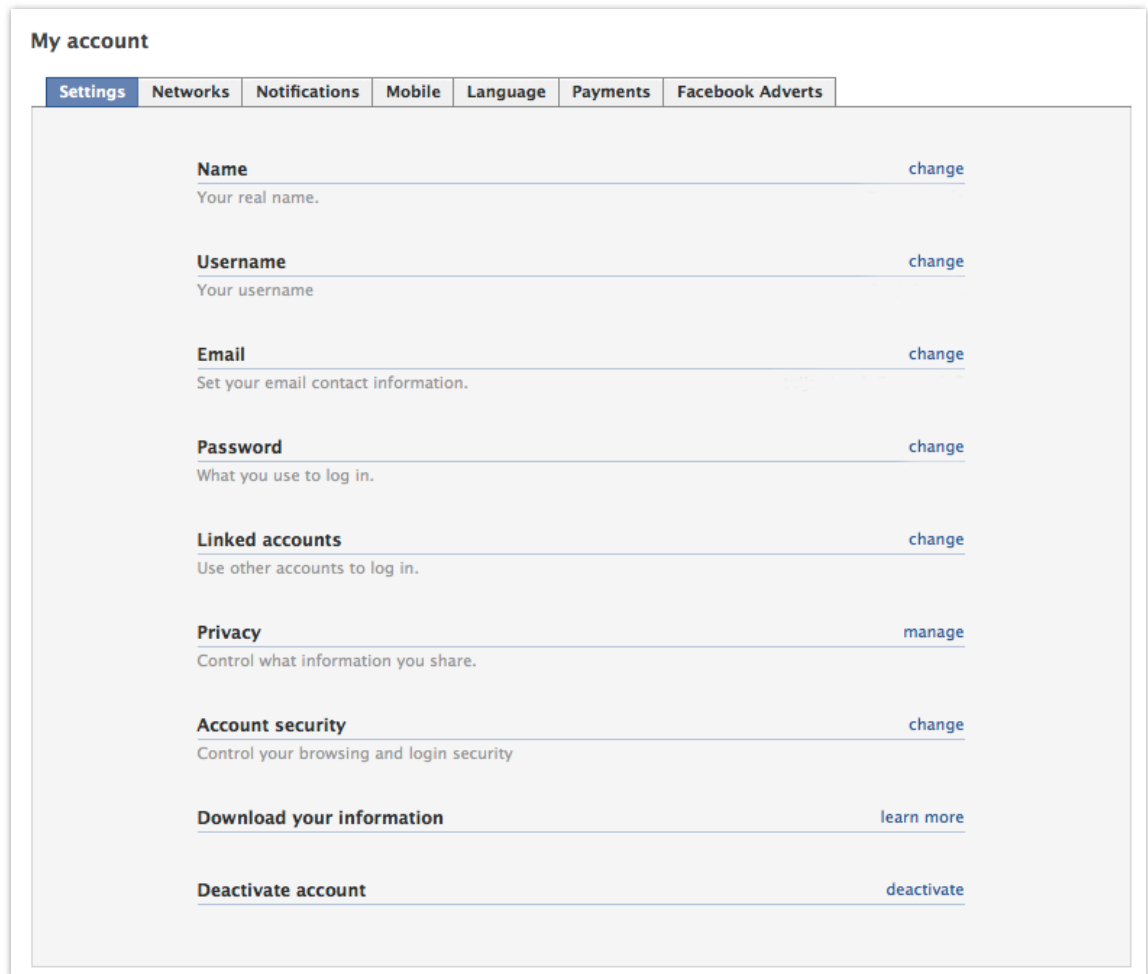 My account
Settings Networks Notifications Mobile Language Payments Facebook Adverts
Name change
Your real name.
Username change
Your username
Email change
Set your email contact information.
Password change
What you use to log in.
Linked accounts change
Use other accounts to log in.
Privacy manage
Control what information you share.
Account security change
Control your browsing and login security
Download your information learn more
Deactivate account deactivate